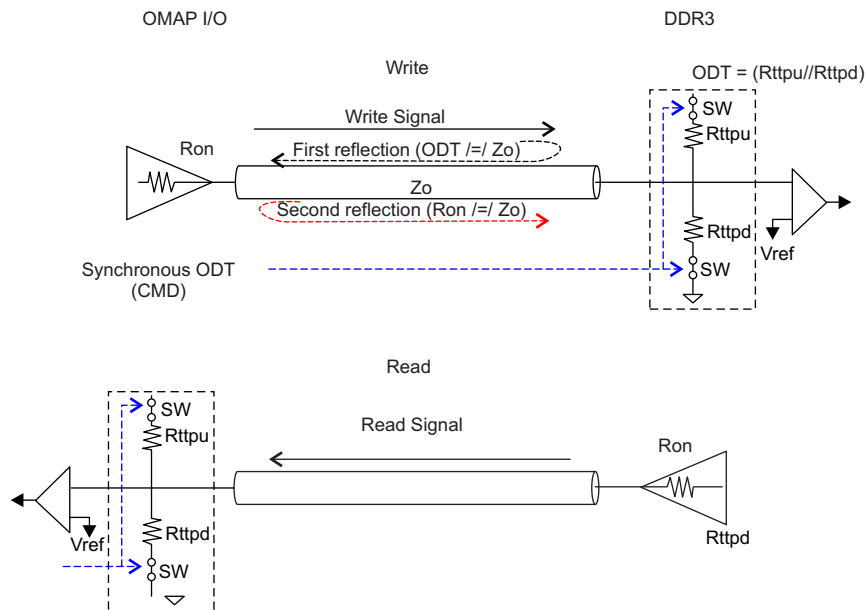 OMAP I/O
DDR3
Write
ODT = (Rttpu//Rttpd)
Write Signal
SW
Rttpu
Ron
First reflection (ODT /=/ Zo)
Zo
Second reflection (Ron /=/ Zo)
Rttpd
Vref
Synchronous ODT
(CMD)
SW
Read
SW
Rttpu
Read Signal
Ron
Rttpd
Vref
Rttpd
SW